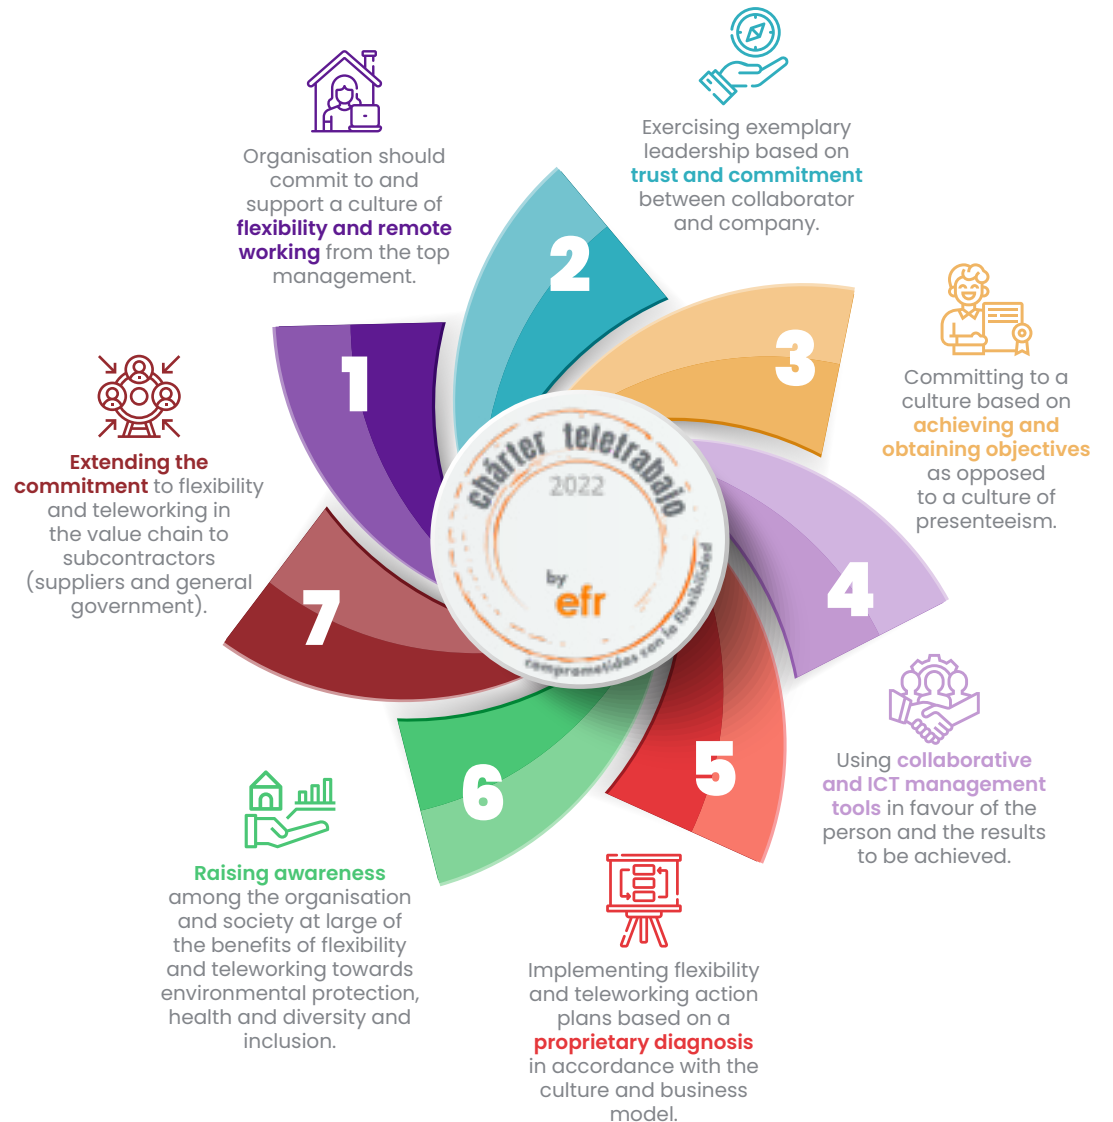 1
Organisation should
commit to and
support a culture of
flexibility and remote
working from the top
management.
2
Exercising exemplary
leadership based on
trust and commitment
between collaborator
and company.
3
Committing to a
culture based on
achieving and
obtaining objectives
as opposed
to a culture of
presenteeism.
4
Using collaborative
and ICT management
tools in favour of the
person and the results
to be achieved.
5
Implementing flexibility
and teleworking action
plans based on a
proprietary diagnosis
in accordance with the
culture and business
model.
6
Raising awareness
among the organisation
and society at large of
the benefits of flexibility
and teleworking towards
environmental protection,
health and diversity and
inclusion.
7
Extending the
commitment to flexibility
and teleworking in
the value chain to
subcontractors
(suppliers and general
government).
chárter teletrabajo
2022
by
efr
comprometidos con la flexibilidad